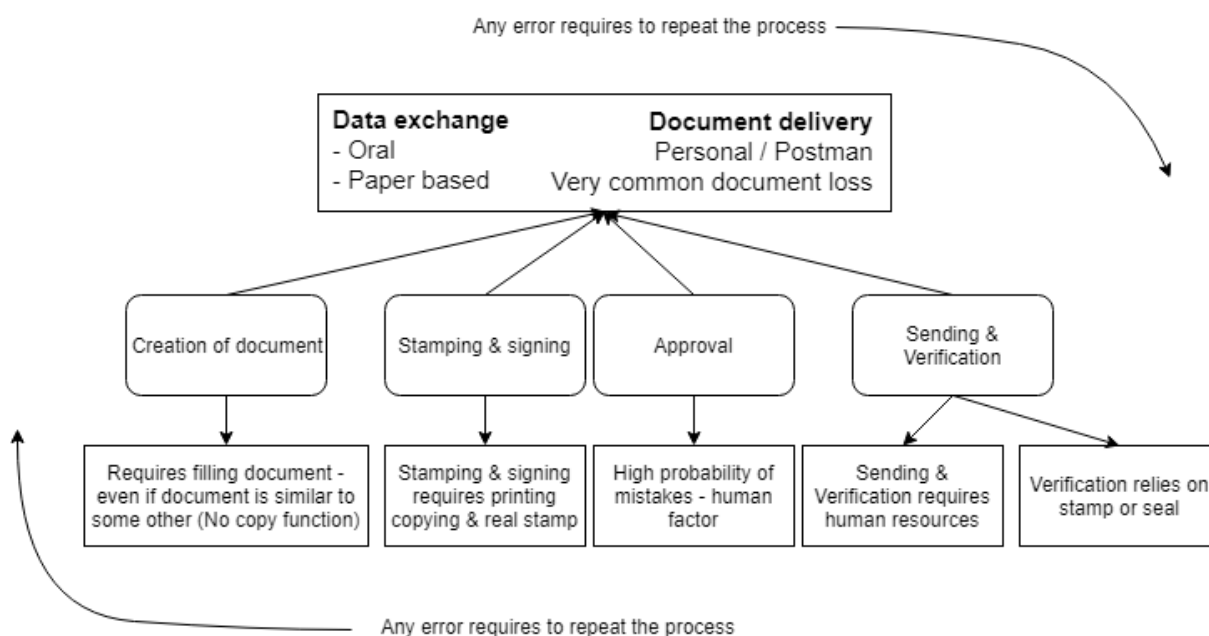 Any error requires to repeat the process
Data exchange
- Oral
- Paper based
Document delivery
Personal / Postman
Very common document loss
Creation of document
Stamping & signing
Approval
Sending &
Verification
Requires filling document -
even if document is similar to
some other (No copy function)
Stamping & signing
requires printing
copying & real stamp
High probability of
mistakes - human
factor
Sending &
Verification requires
human resources
Verification relies on
stamp or seal
Any error requires to repeat the process